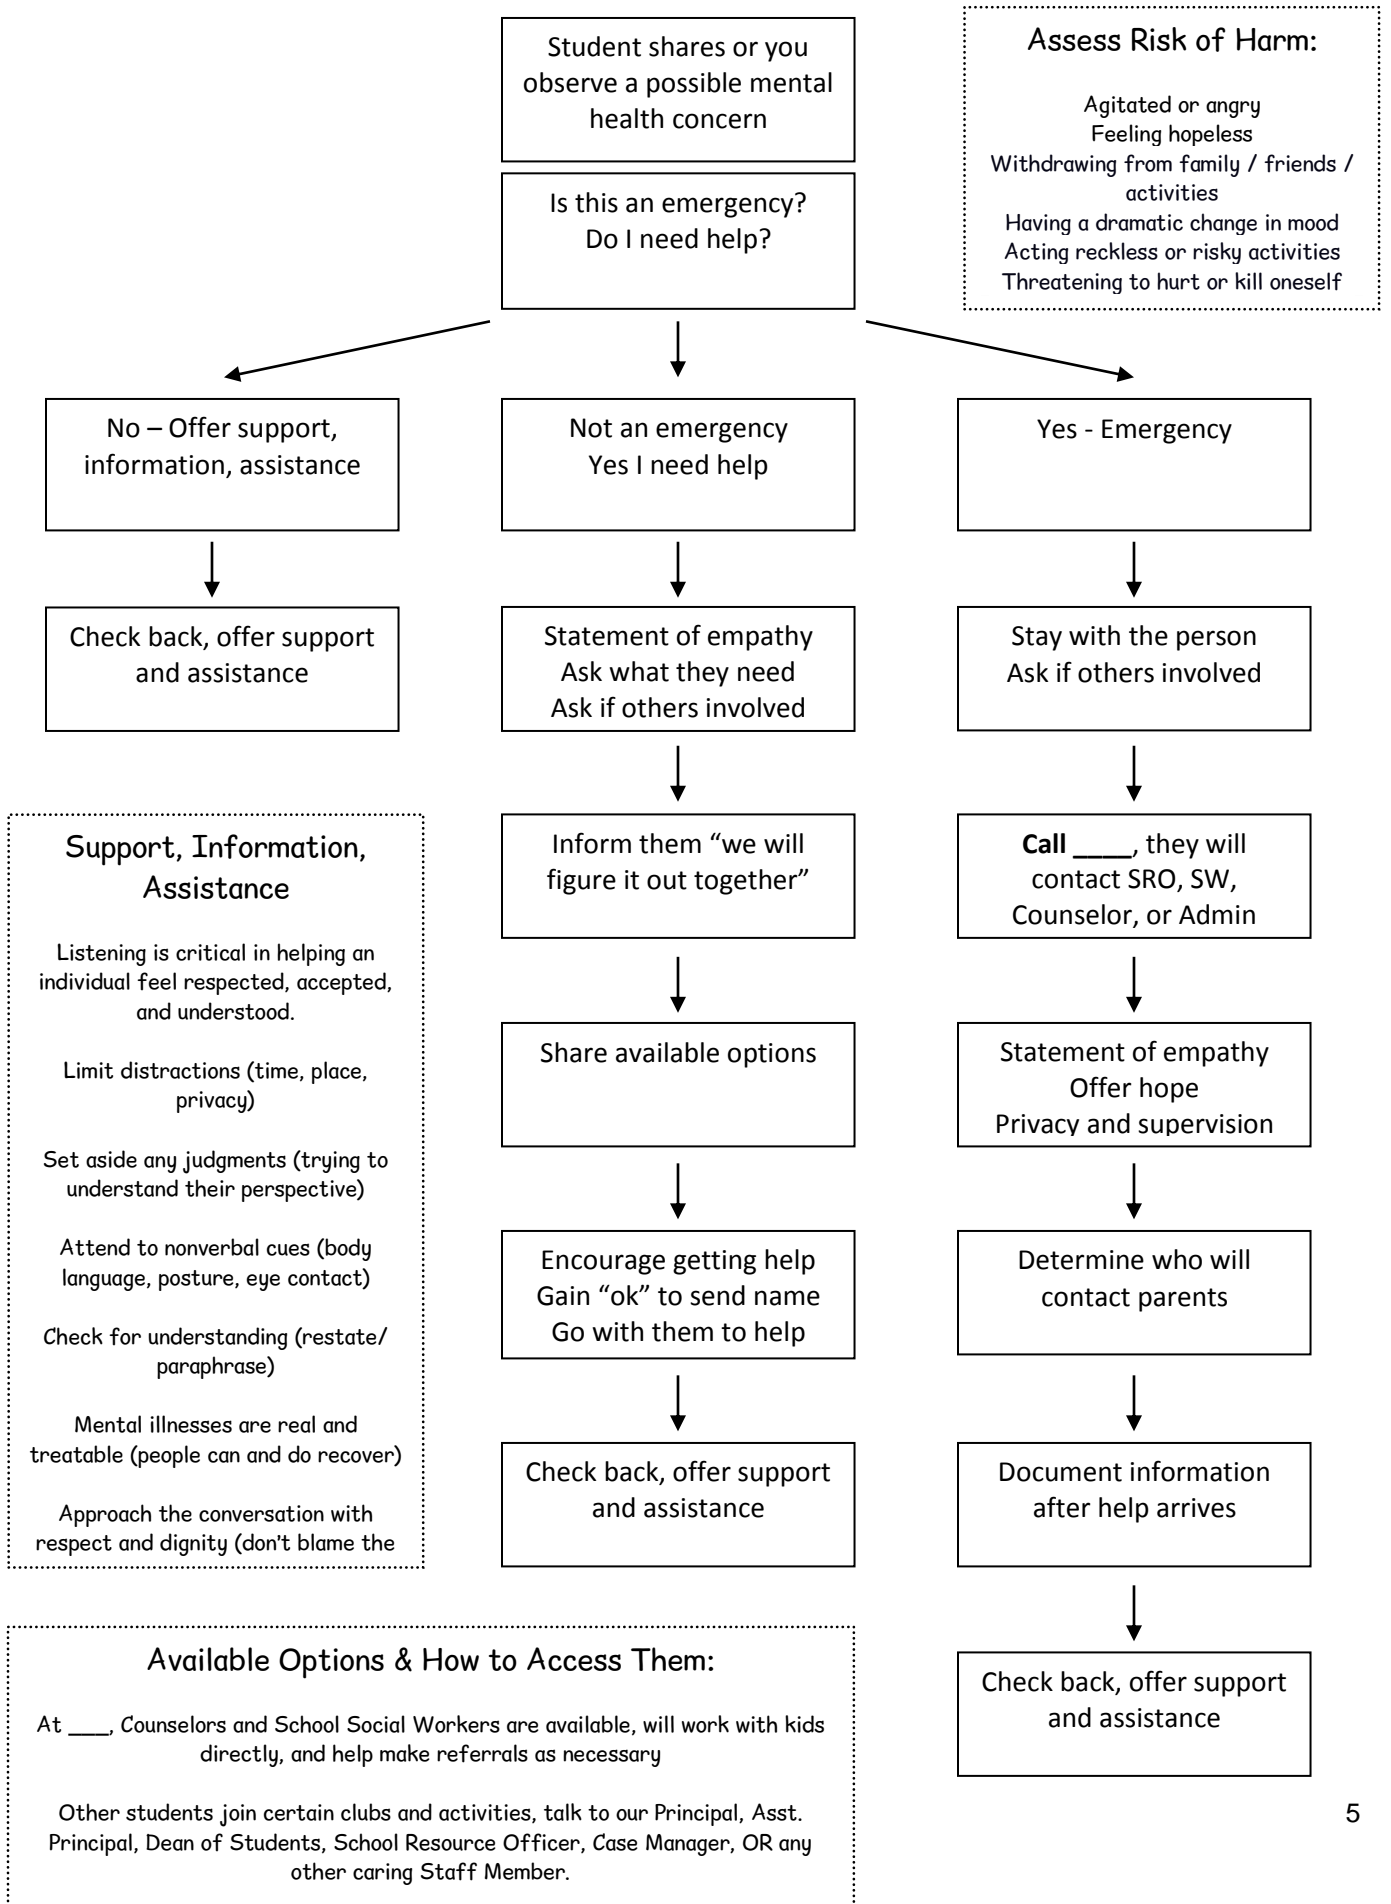 Student shares or you
observe a possible mental
health concern
Assess Risk of Harm:
Agitated or angry
Feeling hopeless
Withdrawing from family / friends /
activities
Having a dramatic change in mood
Acting reckless or risky activities
Threatening to hurt or kill oneself
Is this an emergency?
Do I need help?
No – Offer support,
information, assistance
Not an emergency
Yes I need help
Yes - Emergency
Check back, offer support
and assistance
Statement of empathy
Ask what they need
Ask if others involved
Stay with the person
Ask if others involved
Support, Information,
Assistance
Listening is critical in helping an
individual feel respected, accepted,
and understood.
Limit distractions (time, place,
privacy)
Set aside any judgments (trying to
understand their perspective)
Attend to nonverbal cues (body
language, posture, eye contact)
Check for understanding (restate/
paraphrase)
Mental illnesses are real and
treatable (people can and do recover)
Approach the conversation with
respect and dignity (don't blame the
Inform them “we will
figure it out together”
Call ____, they will
contact SRO, SW,
Counselor, or Admin
Share available options
Statement of empathy
Offer hope
Privacy and supervision
Encourage getting help
Gain “ok” to send name
Go with them to help
Determine who will
contact parents
Check back, offer support
and assistance
Document information
after help arrives
Check back, offer support
and assistance
Available Options & How to Access Them:
At ___, Counselors and School Social Workers are available, will work with kids
directly, and help make referrals as necessary
Other students join certain clubs and activities, talk to our Principal, Asst.
Principal, Dean of Students, School Resource Officer, Case Manager, OR any
other caring Staff Member.
5